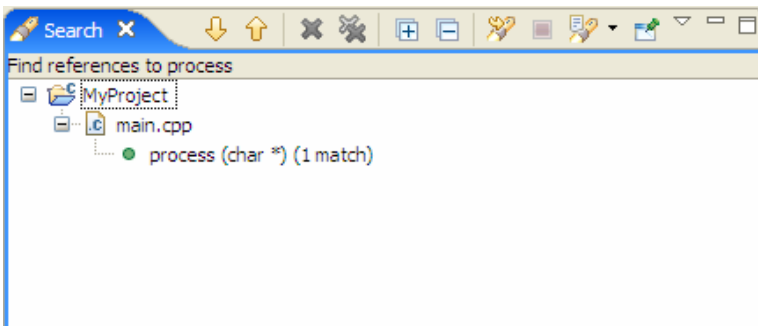 Search
Find references to process
MyProject
main.cpp
process (char *) (1 match)